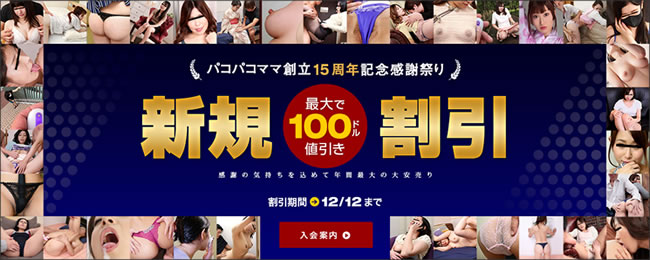 パコパコママ創立15周年記念感謝祭り
新規
最大で
100ドル
値引き
割引
感謝の気持ちを込めて年間最大の大安売り
割引期間 12/12まで
入会案内